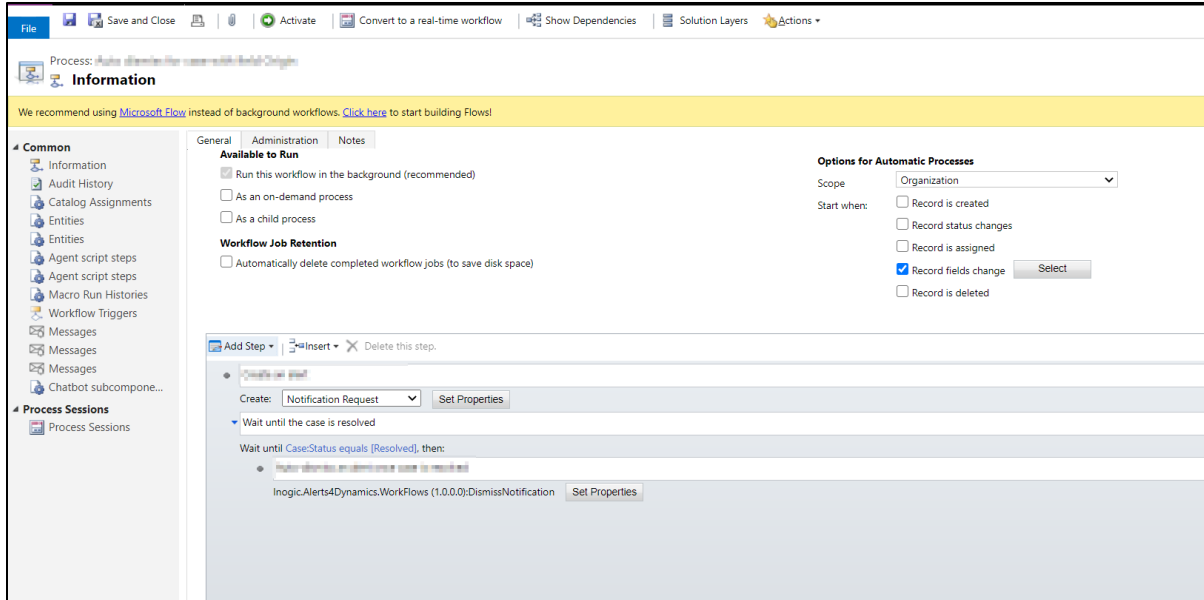 File
Save and Close
Activate
Convert to a real-time workflow
Show Dependencies
Solution Layers
Actions
Process:
Information
We recommend using Microsoft Flow instead of background workflows. Click here to start building Flows!
Common
Information
Audit History
Catalog Assignments
Entities
Entities
Agent script steps
Agent script steps
Macro Run Histories
Workflow Triggers
Messages
Messages
Messages
Chatbot subcompone...
Process Sessions
Process Sessions
General
Administration
Notes
Available to Run
Run this workflow in the background (recommended)
As an on-demand process
As a child process
Workflow Job Retention
Automatically delete completed workflow jobs (to save disk space)
Options for Automatic Processes
Scope
Organization
Start when:
Record is created
Record status changes
Record is assigned
Record fields change
Select
Record is deleted
Add Step
Insert
Delete this step.
Create:
Notification Request
Set Properties
Wait until the case is resolved
Wait until Case:Status equals [Resolved], then:
Inogic.Alerts4Dynamics.WorkFlows (1.0.0.0):DismissNotification
Set Properties